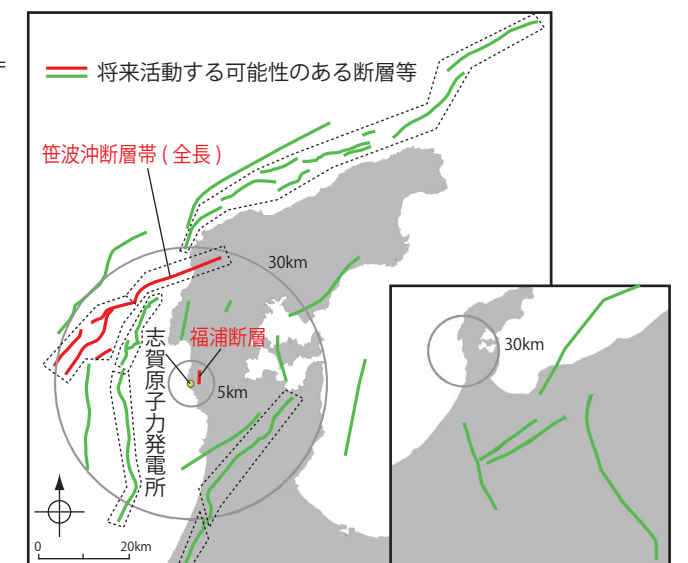 将来活動する可能性のある断層等
笹波沖断層帯(全長)
30km
志賀原子力発電所
福浦断層
5km
30km
0 20km